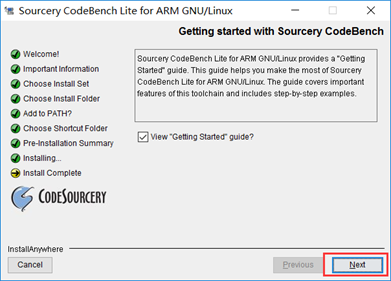 Sourcery CodeBench Lite for ARM GNU/Linux
Getting started with Sourcery CodeBench
Welcome!
Important Information
Choose Install Set
Choose Install Folder
Add to PATH?
Choose Shortcut Folder
Pre-Installation Summary
Installing...
Install Complete
CODESOURCERY
Sourcery CodeBench Lite for ARM GNU/Linux provides a "Getting
Started" guide. This guide helps you make the most of Sourcery
CodeBench Lite for ARM GNU/Linux. The guide covers important
features of this toolchain and includes step-by-step examples.
View "Getting Started" guide?
InstallAnywhere
Cancel
Previous
Next